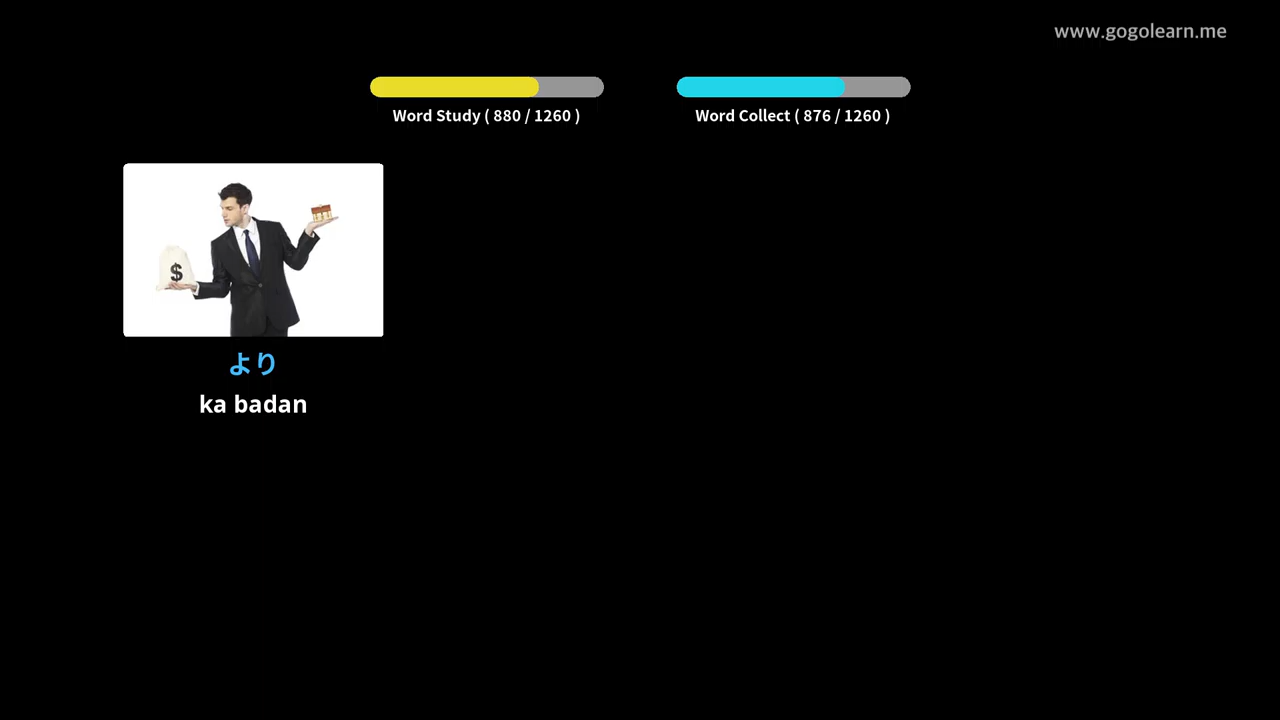 www.gogolearn.me
Word Study ( 880 / 1260 )
Word Collect ( 876 / 1260 )
$
より
ka badan